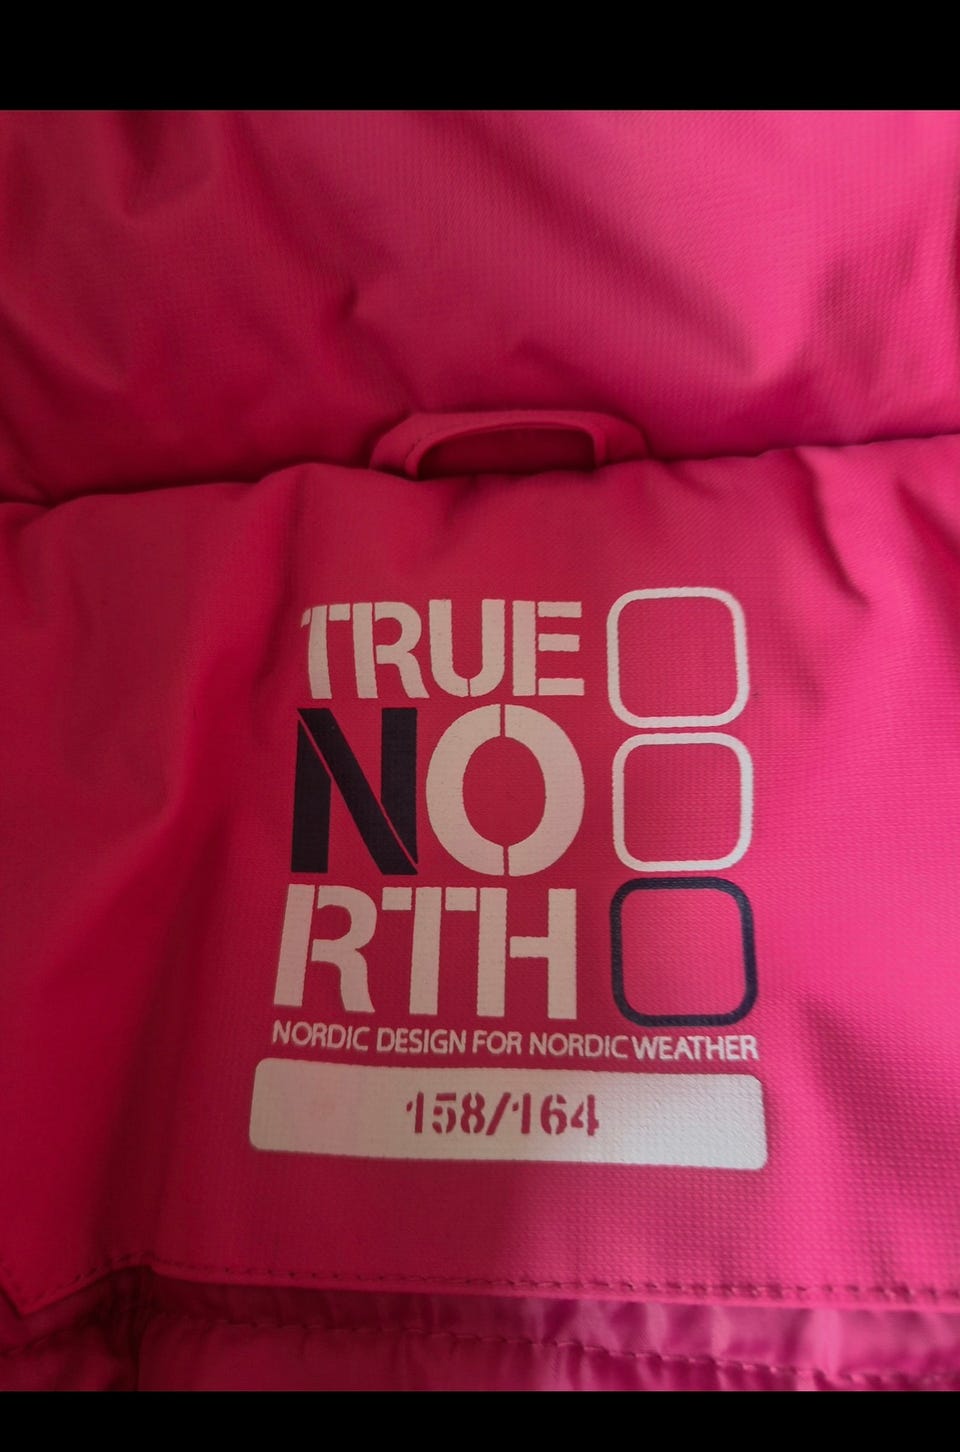 TRUE
NO
RTH
NORDIC DESIGN FOR NORDIC WEATHER
158/164